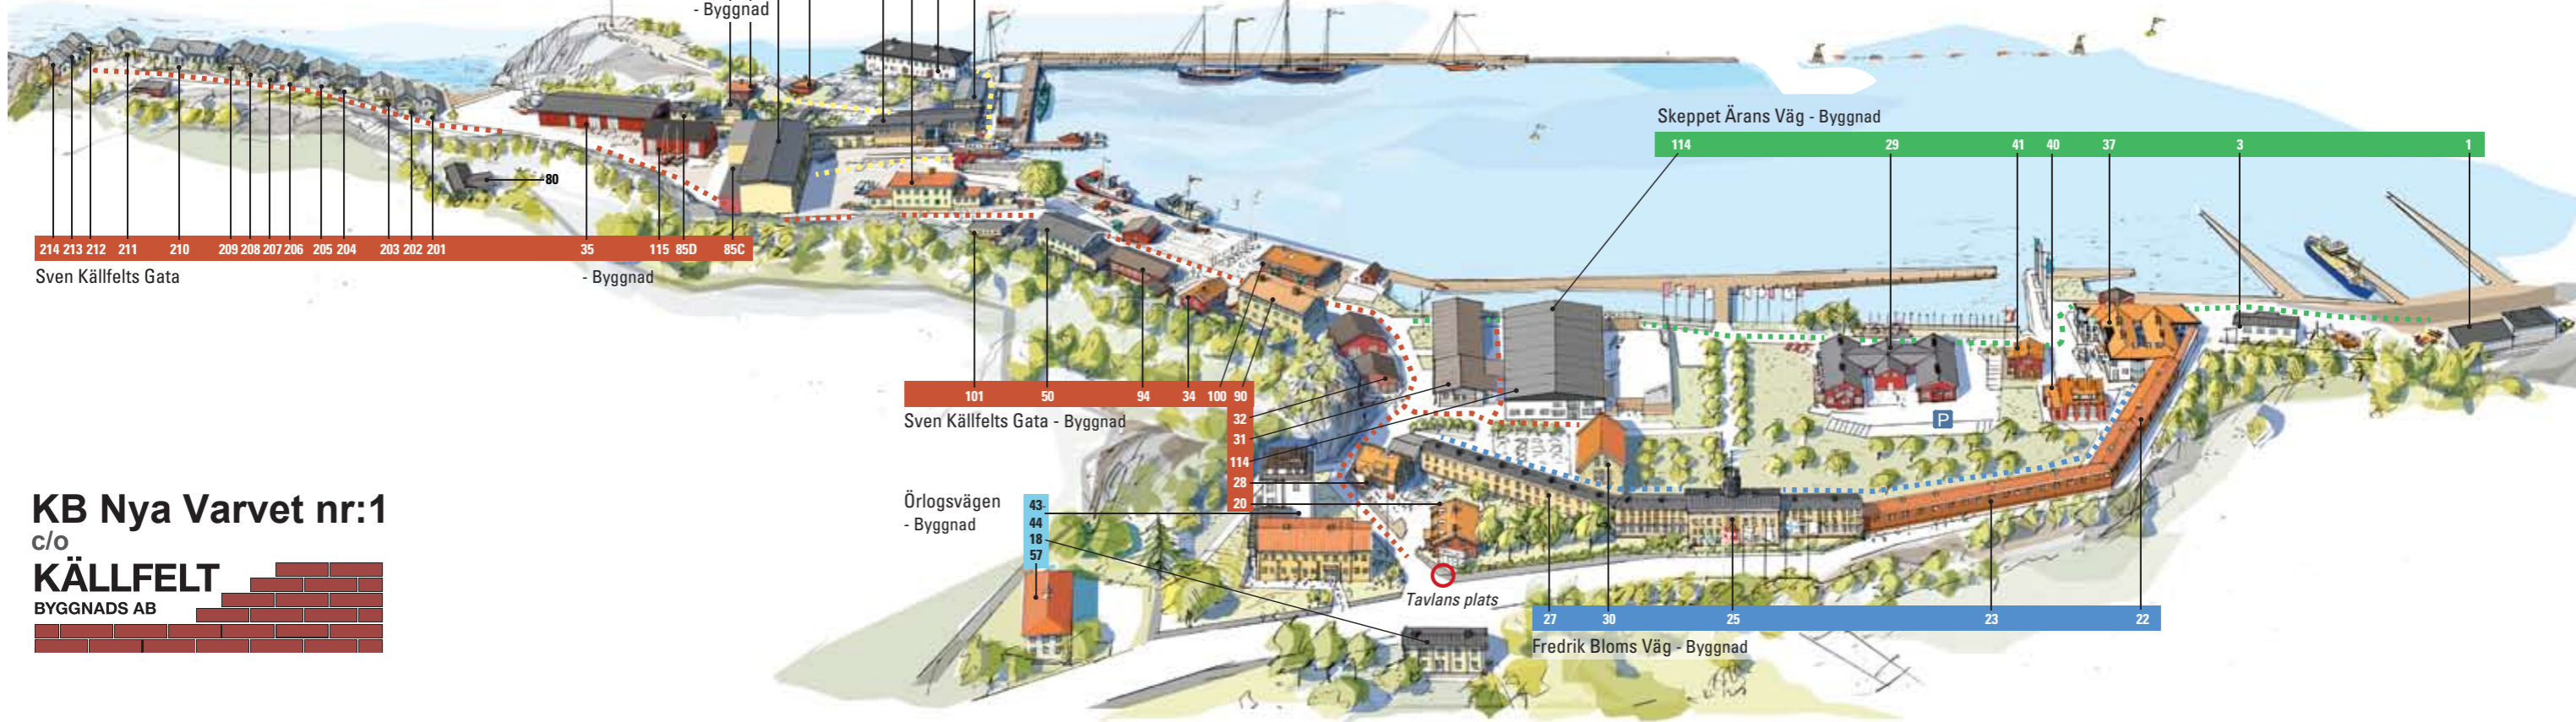 - Byggnad
Skeppet Ärans Väg - Byggnad
114 29 41 40 37 3 1
80
214 213 212 211 210 209 208 207 206 205 204 203 202 201 35 115 85D 85C
Sven Källfelts Gata - Byggnad
101 50 94 34 100 90
32
31
114
28
20
Sven Källfelts Gata - Byggnad
P
Örlogsvägen
- Byggnad
43-
44
18
57
Tavlans plats
27 30 25 23 22
Fredrik Bloms Väg - Byggnad
KB Nya Varvet nr:1
c/o
KÄLLFELT
BYGGNADS AB